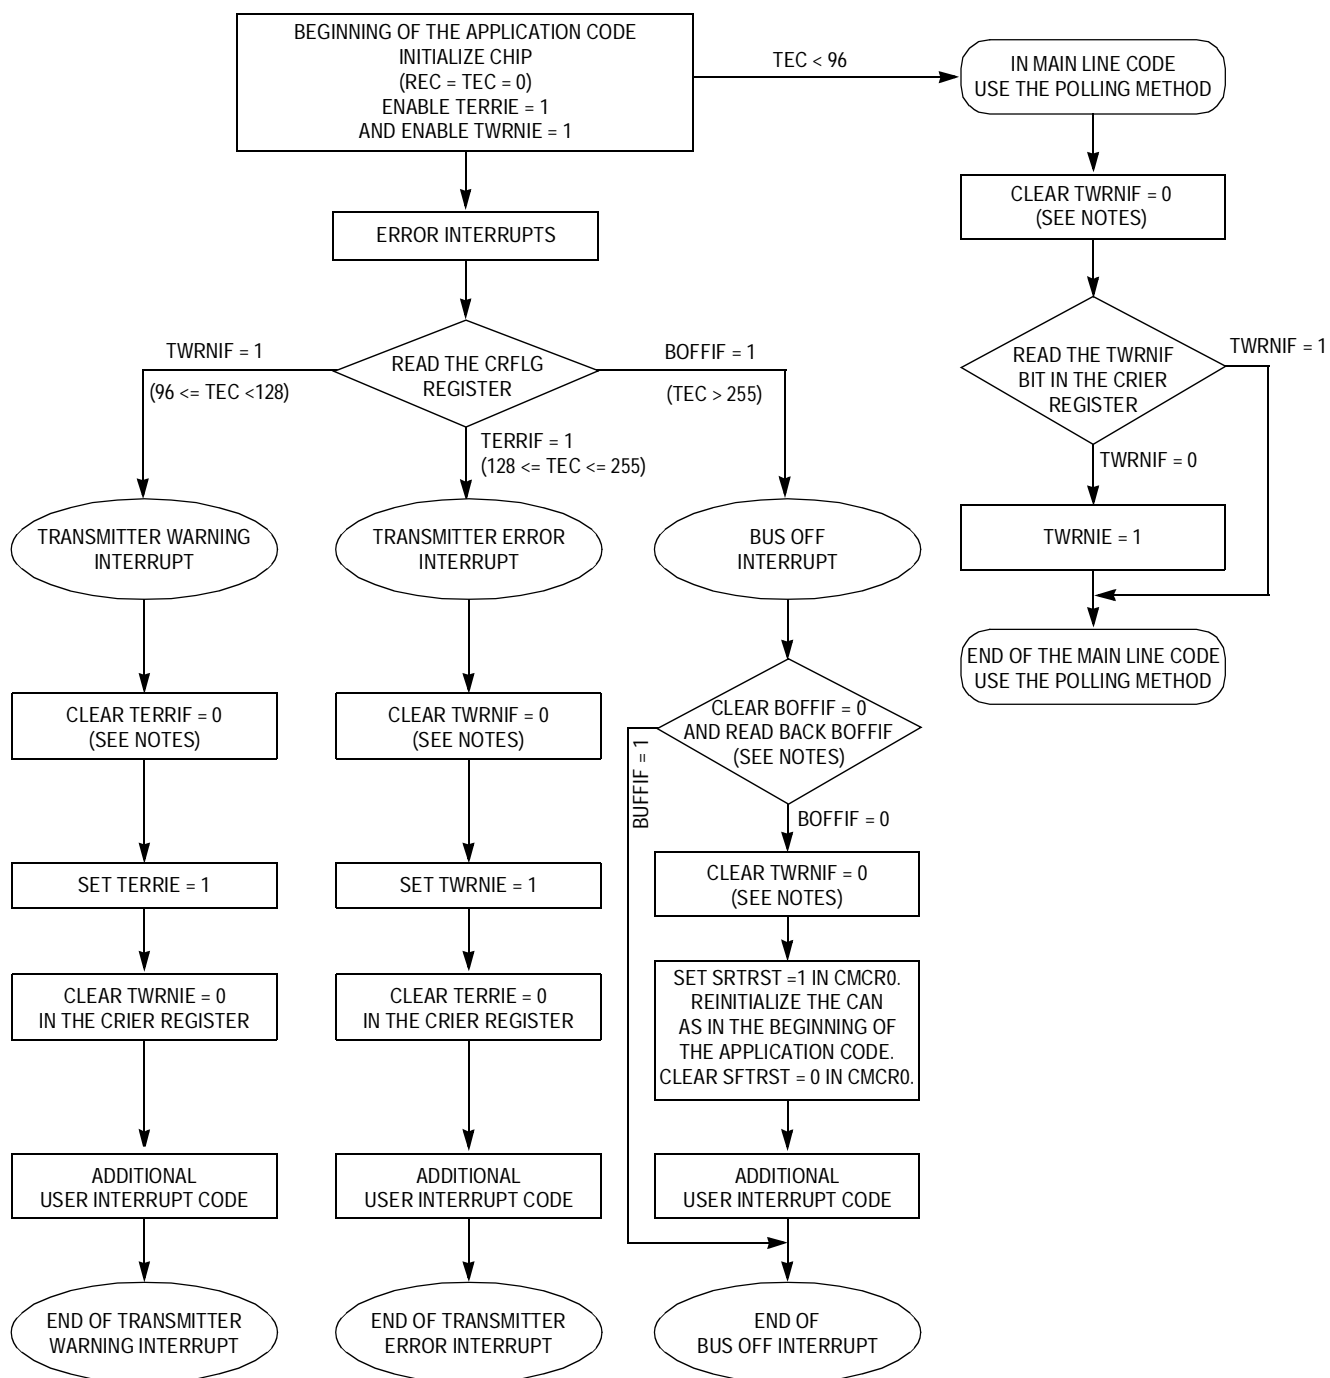 BEGINNING OF THE APPLICATION CODE
INITIALIZE CHIP
(REC = TEC = 0)
ENABLE TERRIE = 1
AND ENABLE TWRNIE = 1
TEC < 96
IN MAIN LINE CODE
USE THE POLLING METHOD
CLEAR TWRNIF = 0
(SEE NOTES)
READ THE TWRNIF
BIT IN THE CRIER
REGISTER
TWRNIF = 1
TWRNIF = 0
TWRNIE = 1
END OF THE MAIN LINE CODE
USE THE POLLING METHOD
ERROR INTERRUPTS
READ THE CRFLG
REGISTER
TWRNIF = 1
(96 <= TEC <128)
TERRIF = 1
(128 <= TEC <= 255)
BOFFIF = 1
(TEC > 255)
TRANSMITTER WARNING
INTERRUPT
CLEAR TERRIF = 0
(SEE NOTES)
SET TERRIE = 1
CLEAR TWRNIE = 0
IN THE CRIER REGISTER
ADDITIONAL
USER INTERRUPT CODE
END OF TRANSMITTER
WARNING INTERRUPT
TRANSMITTER ERROR
INTERRUPT
CLEAR TWRNIF = 0
(SEE NOTES)
SET TWRNIE = 1
CLEAR TERRIE = 0
IN THE CRIER REGISTER
ADDITIONAL
USER INTERRUPT CODE
END OF TRANSMITTER
ERROR INTERRUPT
BUS OFF
INTERRUPT
CLEAR BOFFIF = 0
AND READ BACK BOFFIF
(SEE NOTES)
BUFFIF = 1
BOFFIF = 0
CLEAR TWRNIF = 0
(SEE NOTES)
SET SRTRST =1 IN CMCR0.
REINITIALIZE THE CAN
AS IN THE BEGINNING OF
THE APPLICATION CODE.
CLEAR SFTRST = 0 IN CMCR0.
ADDITIONAL
USER INTERRUPT CODE
END OF
BUS OFF INTERRUPT